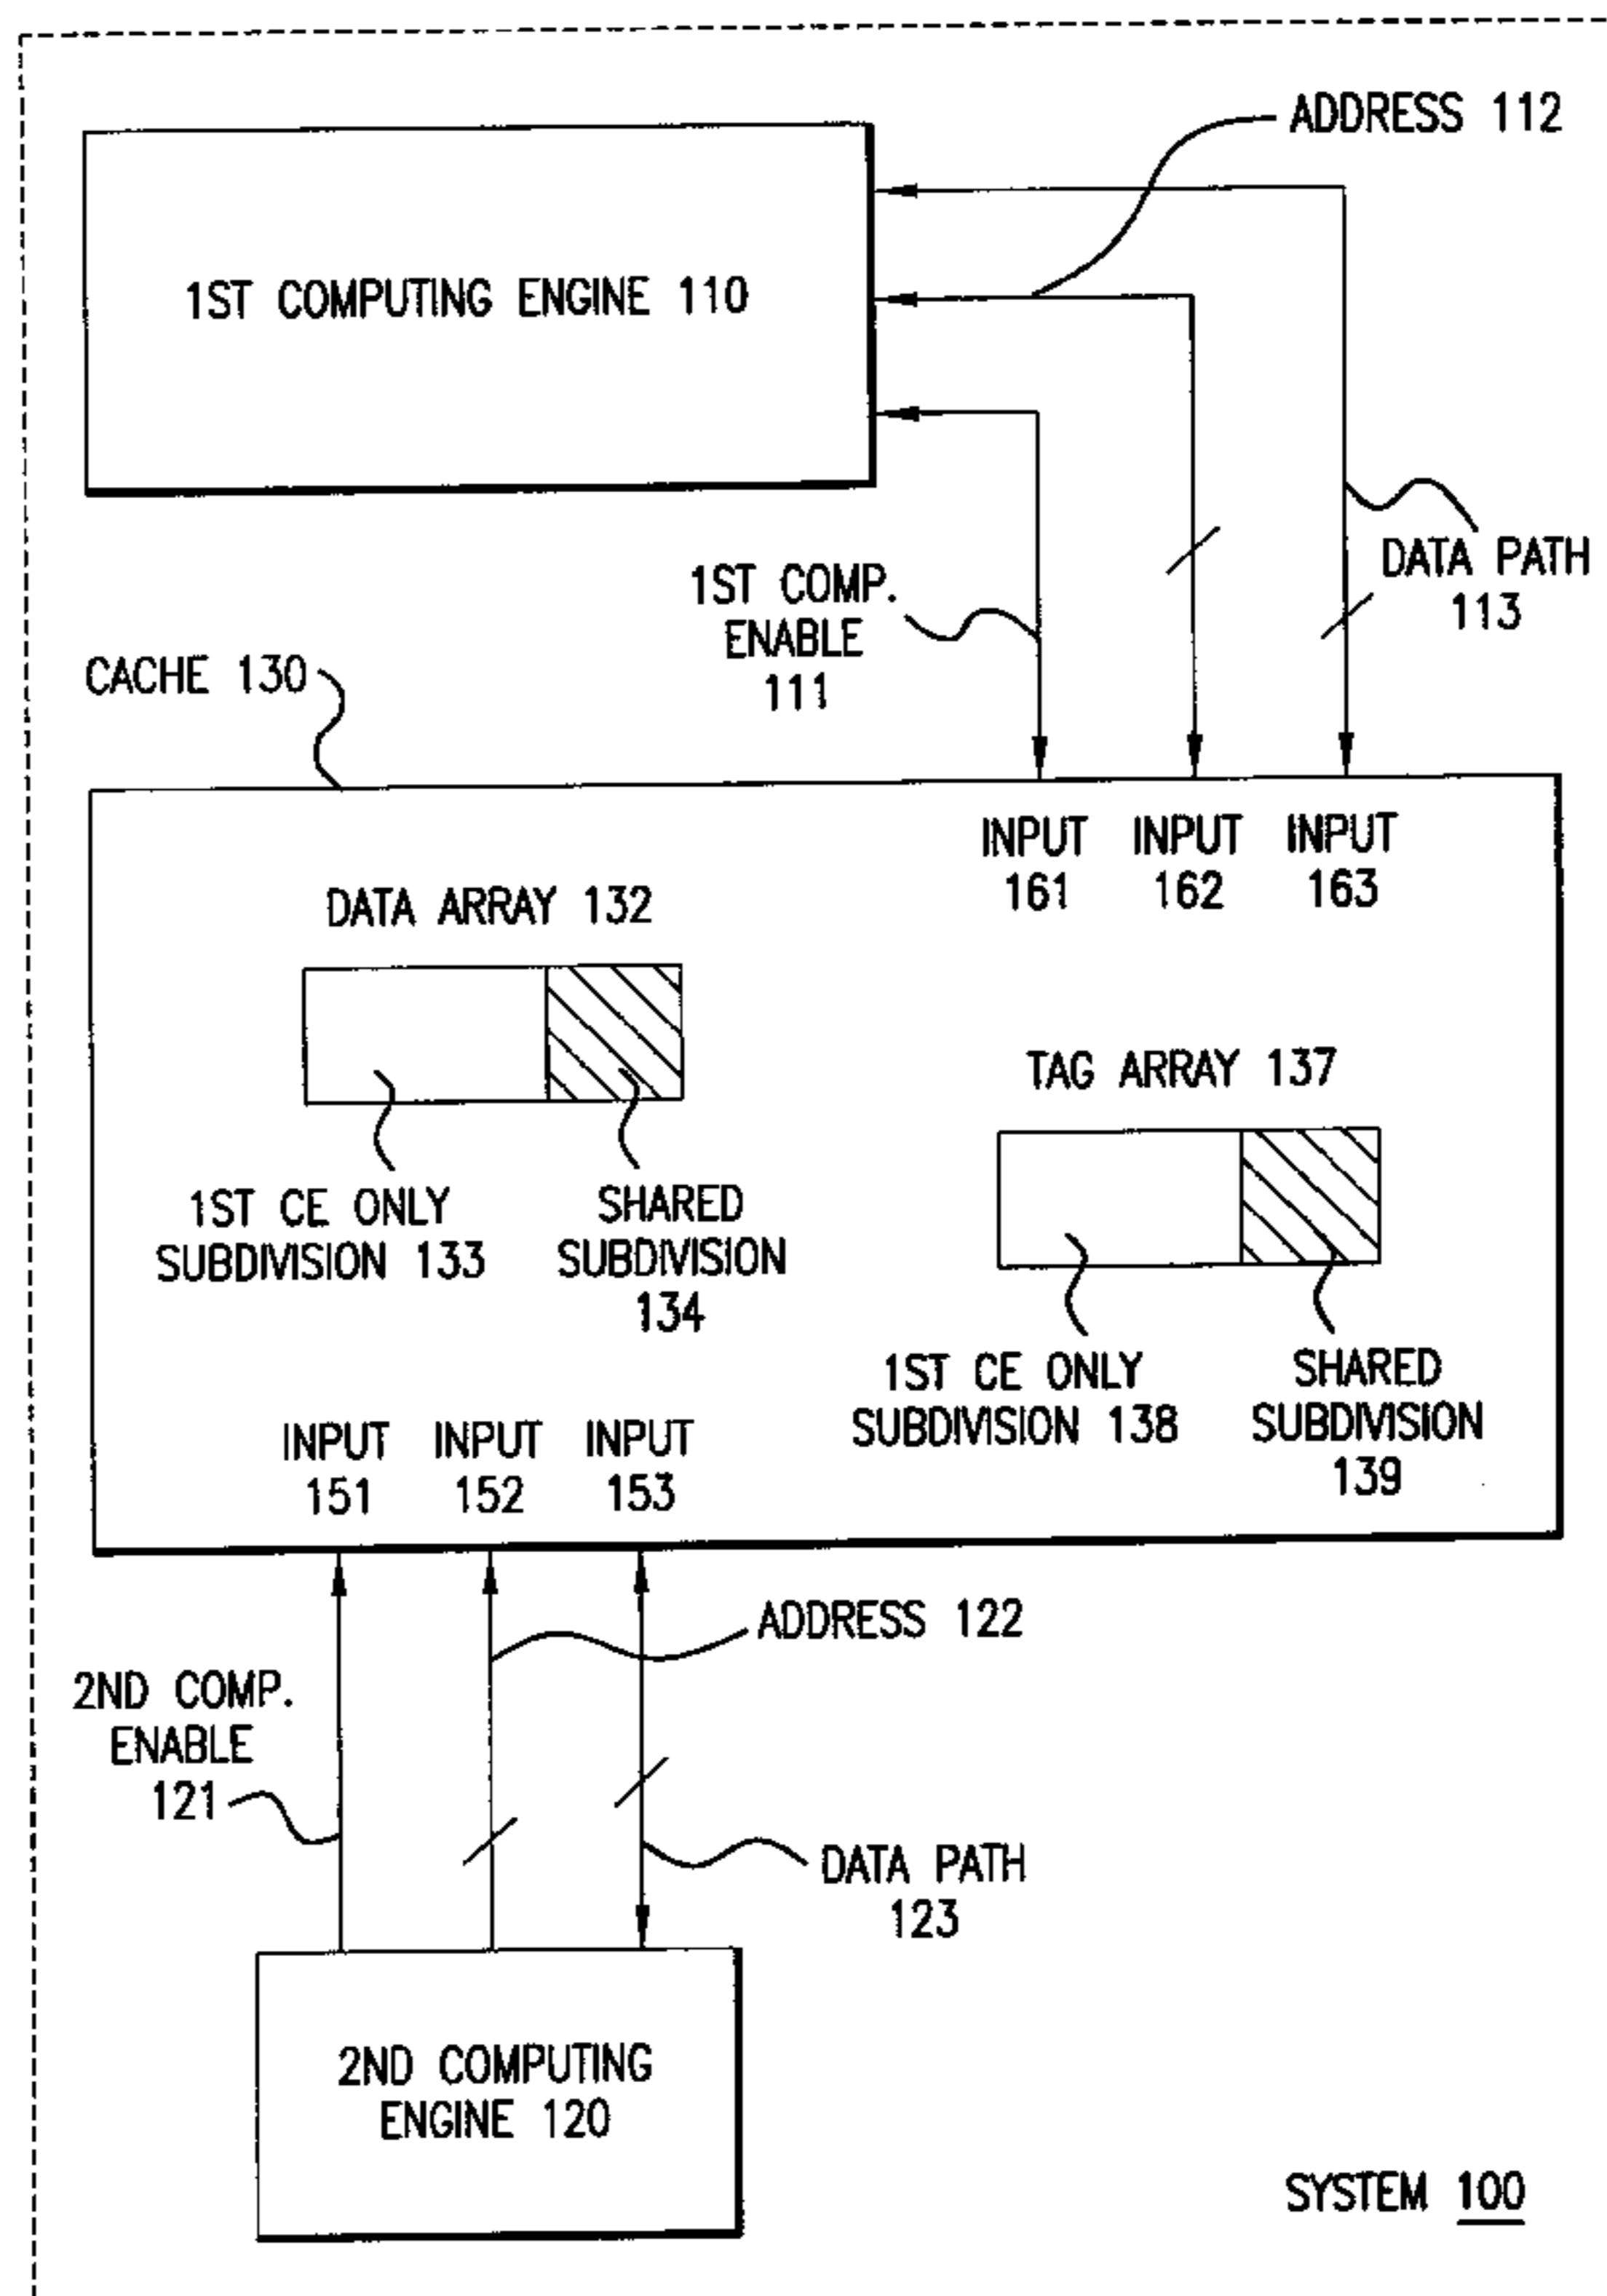 ADDRESS 112
1ST COMPUTING ENGINE 110
DATA PATH
113
1ST COMP.
ENABLE
111
CACHE 130
INPUT
161
INPUT
162
INPUT
163
DATA ARRAY 132
TAG ARRAY 137
1ST CE ONLY
SUBDIVISION 133
SHARED
SUBDIVISION
134
1ST CE ONLY
SUBDIVISION 138
SHARED
SUBDIVISION
139
INPUT
151
INPUT
152
INPUT
153
ADDRESS 122
2ND COMP.
ENABLE
121
DATA PATH
123
2ND COMPUTING
ENGINE 120
SYSTEM 100